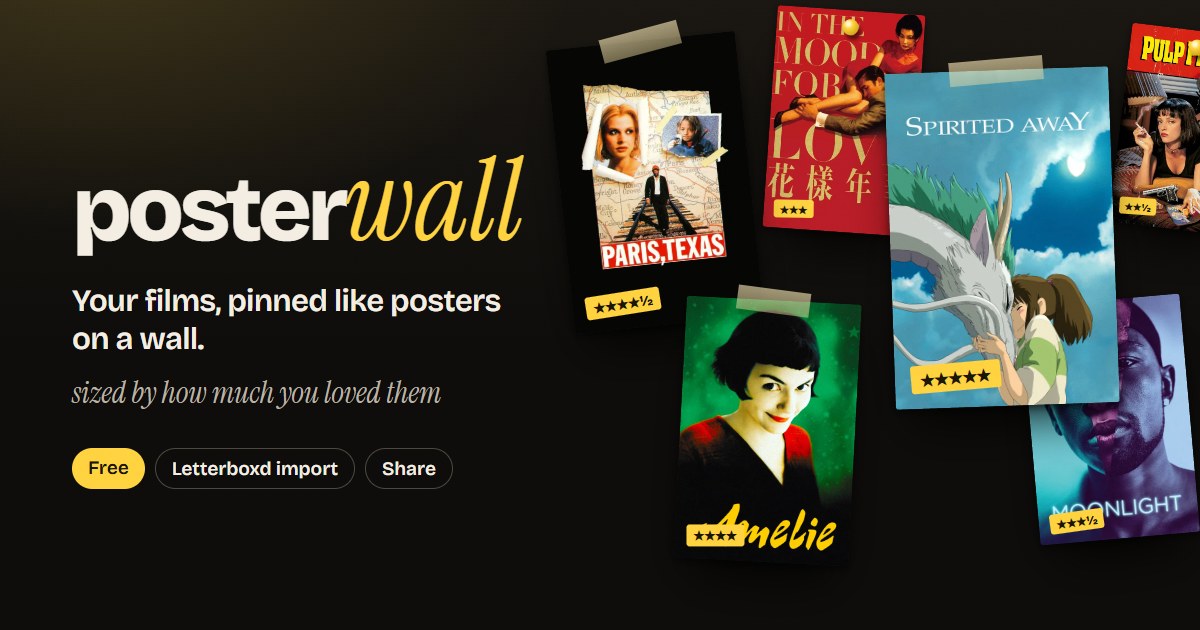 posterwall
Your films, pinned like posters
on a wall.
sized by how much you loved them
Free
Letterboxd import
Share
PARIS,TEXAS
★★★★½
IN THE
MOOD
FOR
LOV
花樣年
★★★
SPIRITED AWAY
★★★★★
PULP
★★½
Amelie
★★★★
MOONLIGHT
★★★½